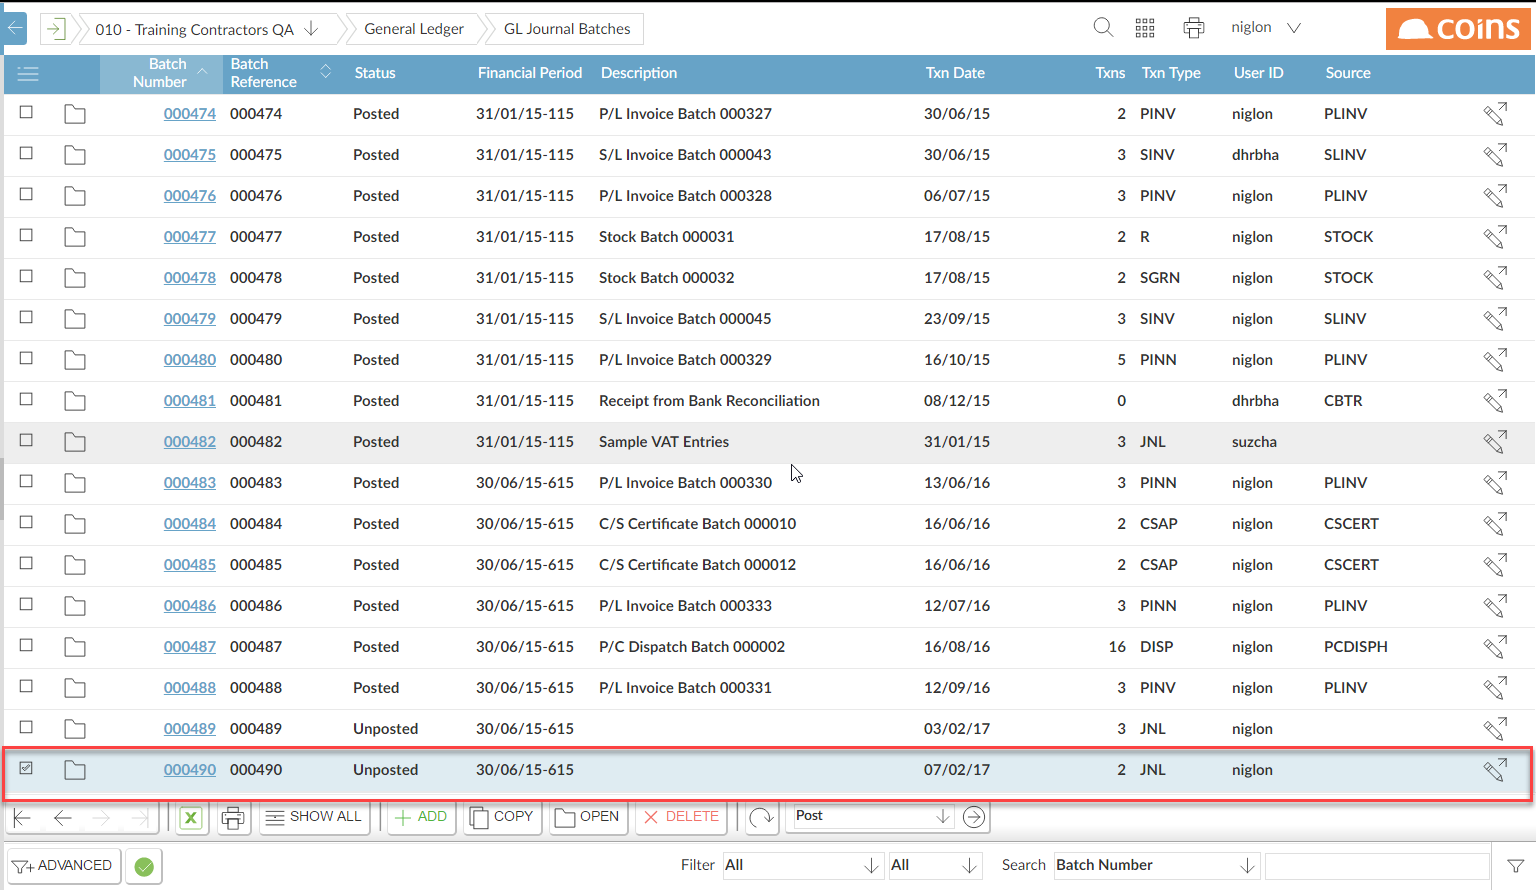 010 - Training Contractors QA General Ledger GL Journal Batches niglon coins
Batch Number Batch Reference Status Financial Period Description Txn Date Txns Txn Type User ID Source
000474 000474 Posted 31/01/15-115 P/L Invoice Batch 000327 30/06/15 2 PINV niglon PLINV
000475 000475 Posted 31/01/15-115 S/L Invoice Batch 000043 30/06/15 3 SINV dhrbha SLINV
000476 000476 Posted 31/01/15-115 P/L Invoice Batch 000328 06/07/15 3 PINV niglon PLINV
000477 000477 Posted 31/01/15-115 Stock Batch 000031 17/08/15 2 R niglon STOCK
000478 000478 Posted 31/01/15-115 Stock Batch 000032 17/08/15 2 SGRN niglon STOCK
000479 000479 Posted 31/01/15-115 S/L Invoice Batch 000045 23/09/15 3 SINV niglon SLINV
000480 000480 Posted 31/01/15-115 P/L Invoice Batch 000329 16/10/15 5 PINN niglon PLINV
000481 000481 Posted 31/01/15-115 Receipt from Bank Reconciliation 08/12/15 0 dhrbha CBTR
000482 000482 Posted 31/01/15-115 Sample VAT Entries 31/01/15 3 JNL suzcha
000483 000483 Posted 30/06/15-615 P/L Invoice Batch 000330 13/06/16 3 PINN niglon PLINV
000484 000484 Posted 30/06/15-615 C/S Certificate Batch 000010 16/06/16 2 CSAP niglon CSCERT
000485 000485 Posted 30/06/15-615 C/S Certificate Batch 000012 16/06/16 2 CSAP niglon CSCERT
000486 000486 Posted 30/06/15-615 P/L Invoice Batch 000333 12/07/16 3 PINN niglon PLINV
000487 000487 Posted 30/06/15-615 P/C Dispatch Batch 000002 16/08/16 16 DISP niglon PCDISPH
000488 000488 Posted 30/06/15-615 P/L Invoice Batch 000331 12/09/16 3 PINV niglon PLINV
000489 000489 Unposted 30/06/15-615 03/02/17 3 JNL niglon
000490 000490 Unposted 30/06/15-615 07/02/17 2 JNL niglon
SHOW ALL ADD COPY OPEN DELETE Post
ADVANCED Filter All All Search Batch Number